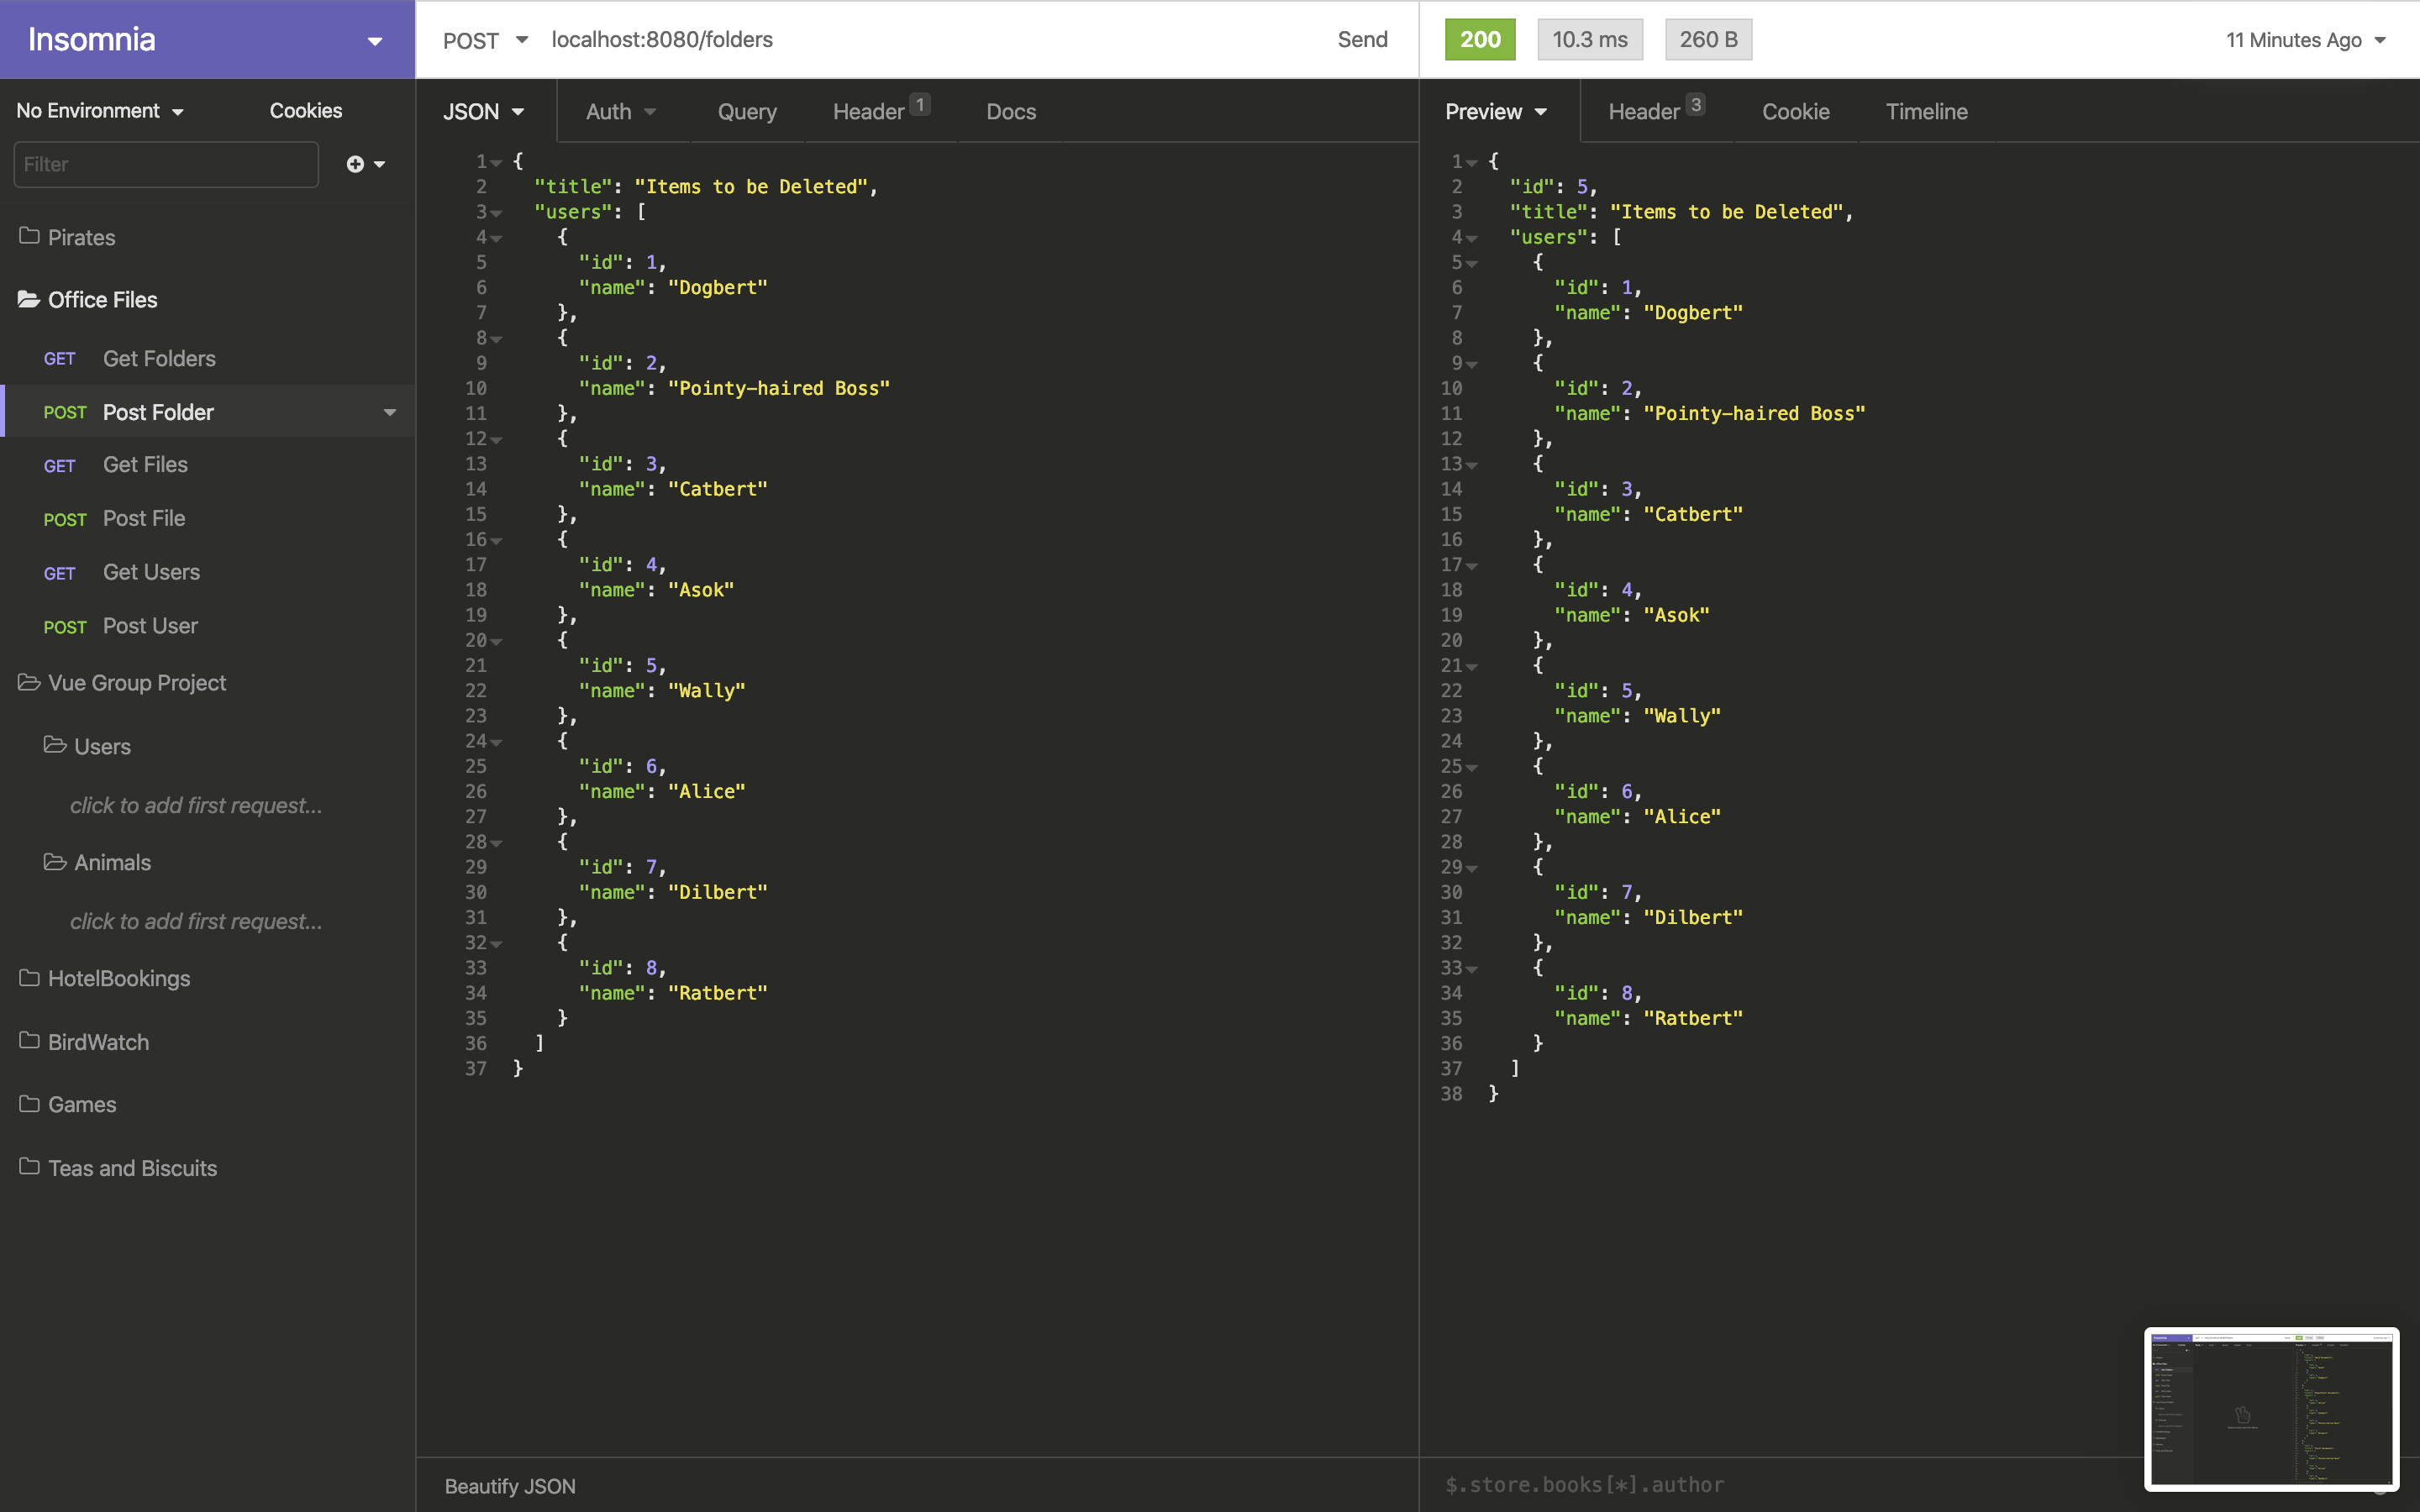 Insomnia
No Environment
Cookies
Filter
Pirates
Office Files
GET Get Folders
POST Post Folder
GET Get Files
POST Post File
GET Get Users
POST Post User
Vue Group Project
Users
click to add first request...
Animals
click to add first request...
HotelBookings
BirdWatch
Games
Teas and Biscuits
POST localhost:8080/folders Send
JSON Auth Query Header 1 Docs
1 {
2 "title": "Items to be Deleted",
3 "users": [
4 {
5 "id": 1,
6 "name": "Dogbert"
7 },
8 {
9 "id": 2,
10 "name": "Pointy-haired Boss"
11 },
12 {
13 "id": 3,
14 "name": "Catbert"
15 },
16 {
17 "id": 4,
18 "name": "Asok"
19 },
20 {
21 "id": 5,
22 "name": "Wally"
23 },
24 {
25 "id": 6,
26 "name": "Alice"
27 },
28 {
29 "id": 7,
30 "name": "Dilbert"
31 },
32 {
33 "id": 8,
34 "name": "Ratbert"
35 }
36 ]
37 }
Beautify JSON
200 10.3 ms 260 B 11 Minutes Ago
Preview Header 3 Cookie Timeline
1 {
2 "id": 5,
3 "title": "Items to be Deleted",
4 "users": [
5 {
6 "id": 1,
7 "name": "Dogbert"
8 },
9 {
10 "id": 2,
11 "name": "Pointy-haired Boss"
12 },
13 {
14 "id": 3,
15 "name": "Catbert"
16 },
17 {
18 "id": 4,
19 "name": "Asok"
20 },
21 {
22 "id": 5,
23 "name": "Wally"
24 },
25 {
26 "id": 6,
27 "name": "Alice"
28 },
29 {
30 "id": 7,
31 "name": "Dilbert"
32 },
33 {
34 "id": 8,
35 "name": "Ratbert"
36 }
37 ]
38 }
$.store.books[*].author